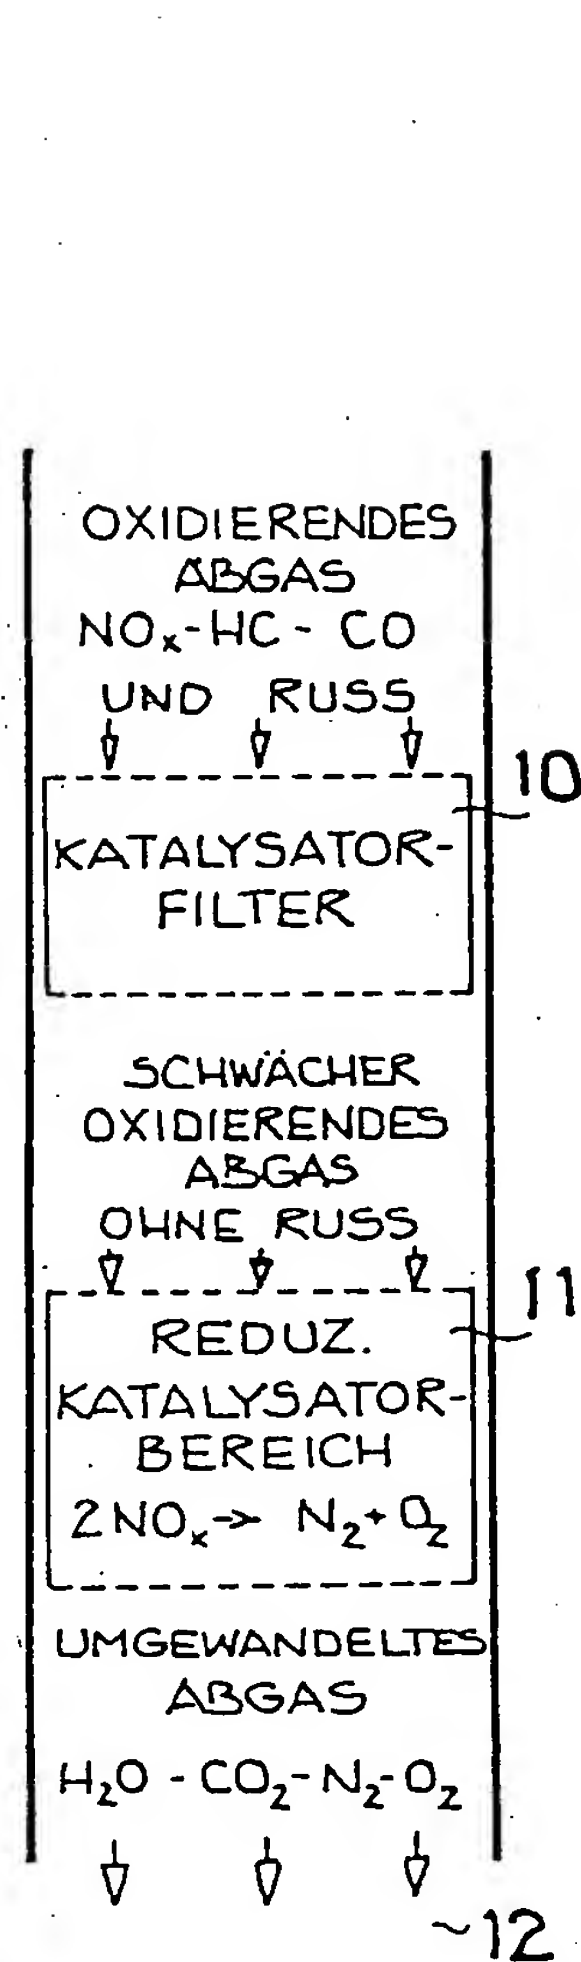 OXIDIERENDES
ABGAS
NOₓ-HC - CO
UND RUSS
10
KATALYSATOR-
FILTER
SCHWÄCHER
OXIDIERENDES
ABGAS
OHNE RUSS
11
REDUZ.
KATALYSATOR-
BEREICH
2NOₓ→ N₂+O₂
UMGEWANDELTES
ABGAS
H₂O - CO₂-N₂-O₂
~12